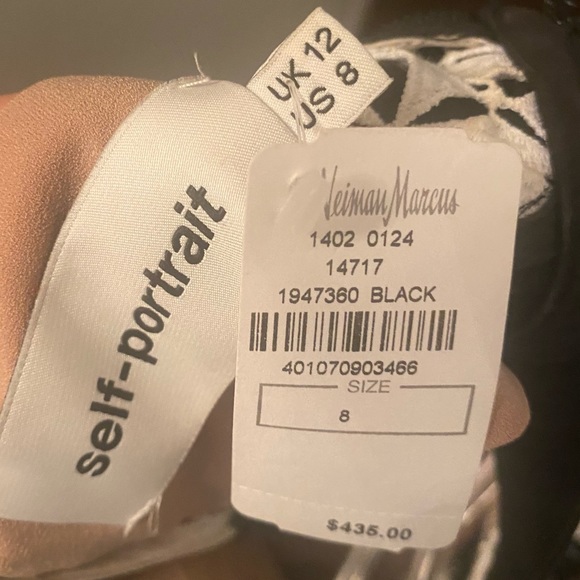 UK 12
US 8
self-portrait
Neiman Marcus
1402 0124
14717
1947360 BLACK
401070903466
SIZE
8
$435.00